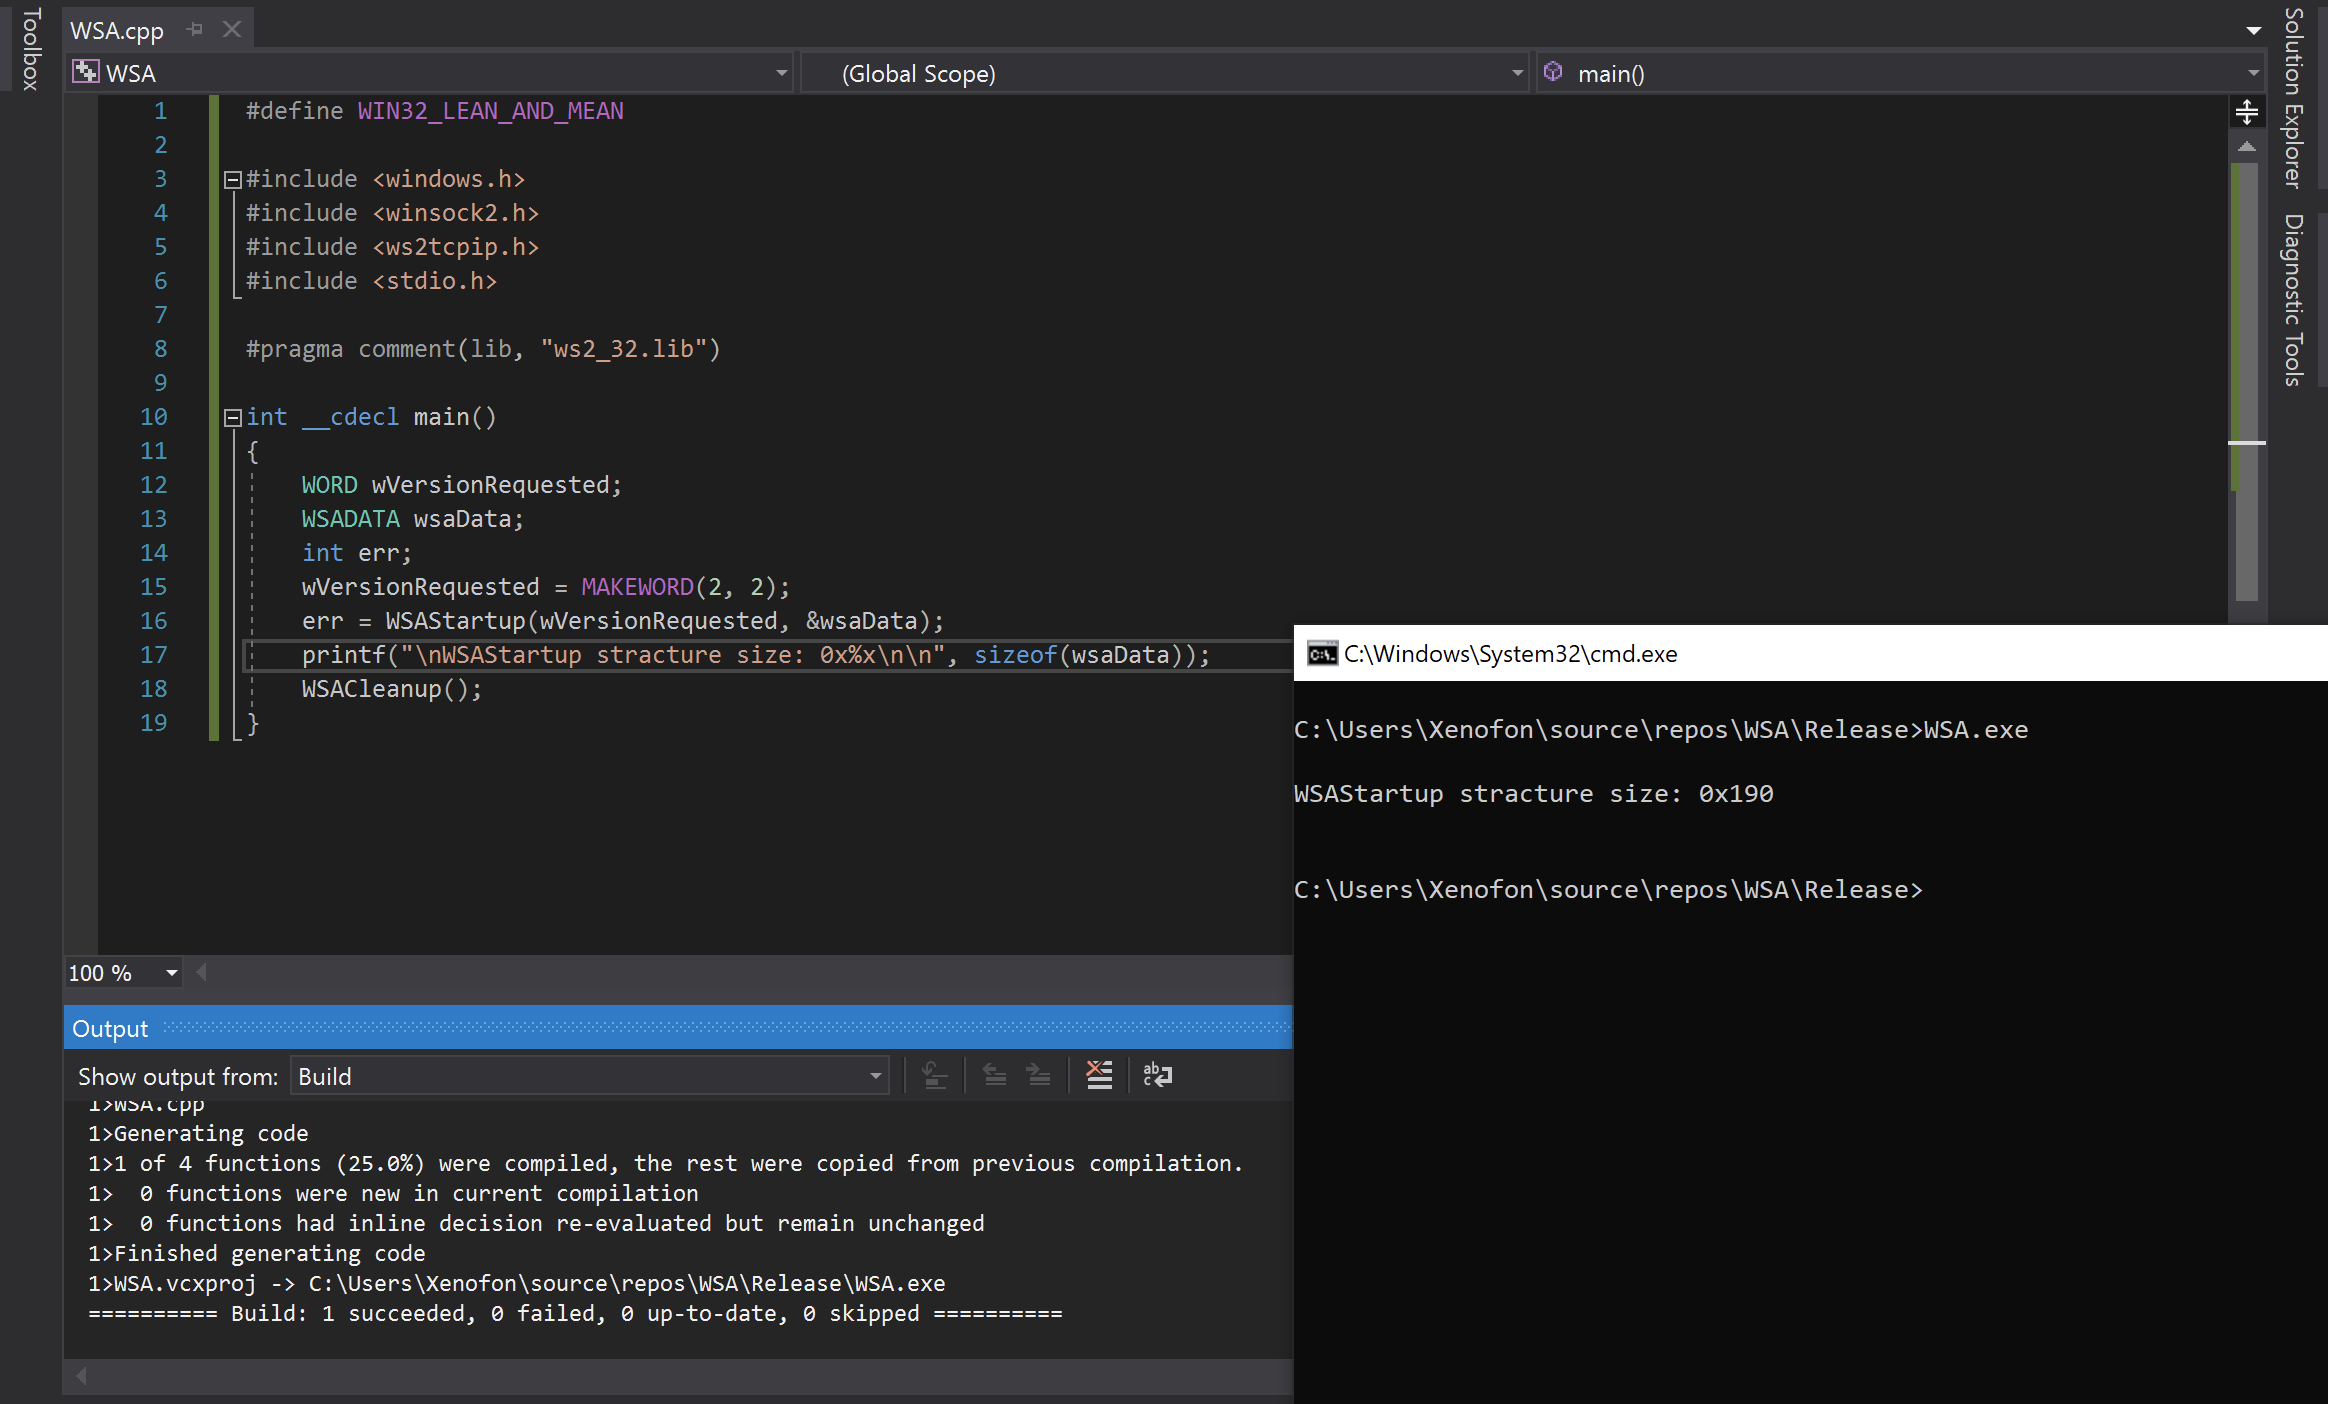 Toolbox
WSA.cpp
WSA
(Global Scope)
main()
1 #define WIN32_LEAN_AND_MEAN
2
3 #include <windows.h>
4 #include <winsock2.h>
5 #include <ws2tcpip.h>
6 #include <stdio.h>
7
8 #pragma comment(lib, "ws2_32.lib")
9
10 int __cdecl main()
11 {
12 WORD wVersionRequested;
13 WSADATA wsaData;
14 int err;
15 wVersionRequested = MAKEWORD(2, 2);
16 err = WSAStartup(wVersionRequested, &wsaData);
17 printf("\nWSAStartup stracture size: 0x%x\n\n", sizeof(wsaData));
18 WSACleanup();
19 }
Solution Explorer
Diagnostic Tools
C:\Windows\System32\cmd.exe
C:\Users\Xenofon\source\repos\WSA\Release>WSA.exe
WSAStartup stracture size: 0x190
C:\Users\Xenofon\source\repos\WSA\Release>
100 %
Output
Show output from: Build
1>WSA.cpp
1>Generating code
1>1 of 4 functions (25.0%) were compiled, the rest were copied from previous compilation.
1>  0 functions were new in current compilation
1>  0 functions had inline decision re-evaluated but remain unchanged
1>Finished generating code
1>WSA.vcxproj -> C:\Users\Xenofon\source\repos\WSA\Release\WSA.exe
========== Build: 1 succeeded, 0 failed, 0 up-to-date, 0 skipped ==========